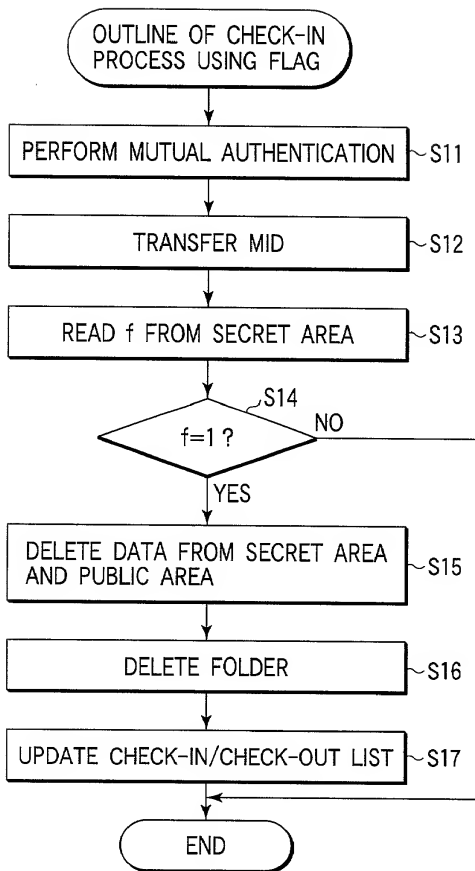 OUTLINE OF CHECK-IN
PROCESS USING FLAG
PERFORM MUTUAL AUTHENTICATION
S11
TRANSFER MID
S12
READ f FROM SECRET AREA
S13
S14
f=1 ?
NO
YES
DELETE DATA FROM SECRET AREA
AND PUBLIC AREA
S15
DELETE FOLDER
S16
UPDATE CHECK-IN/CHECK-OUT LIST
S17
END